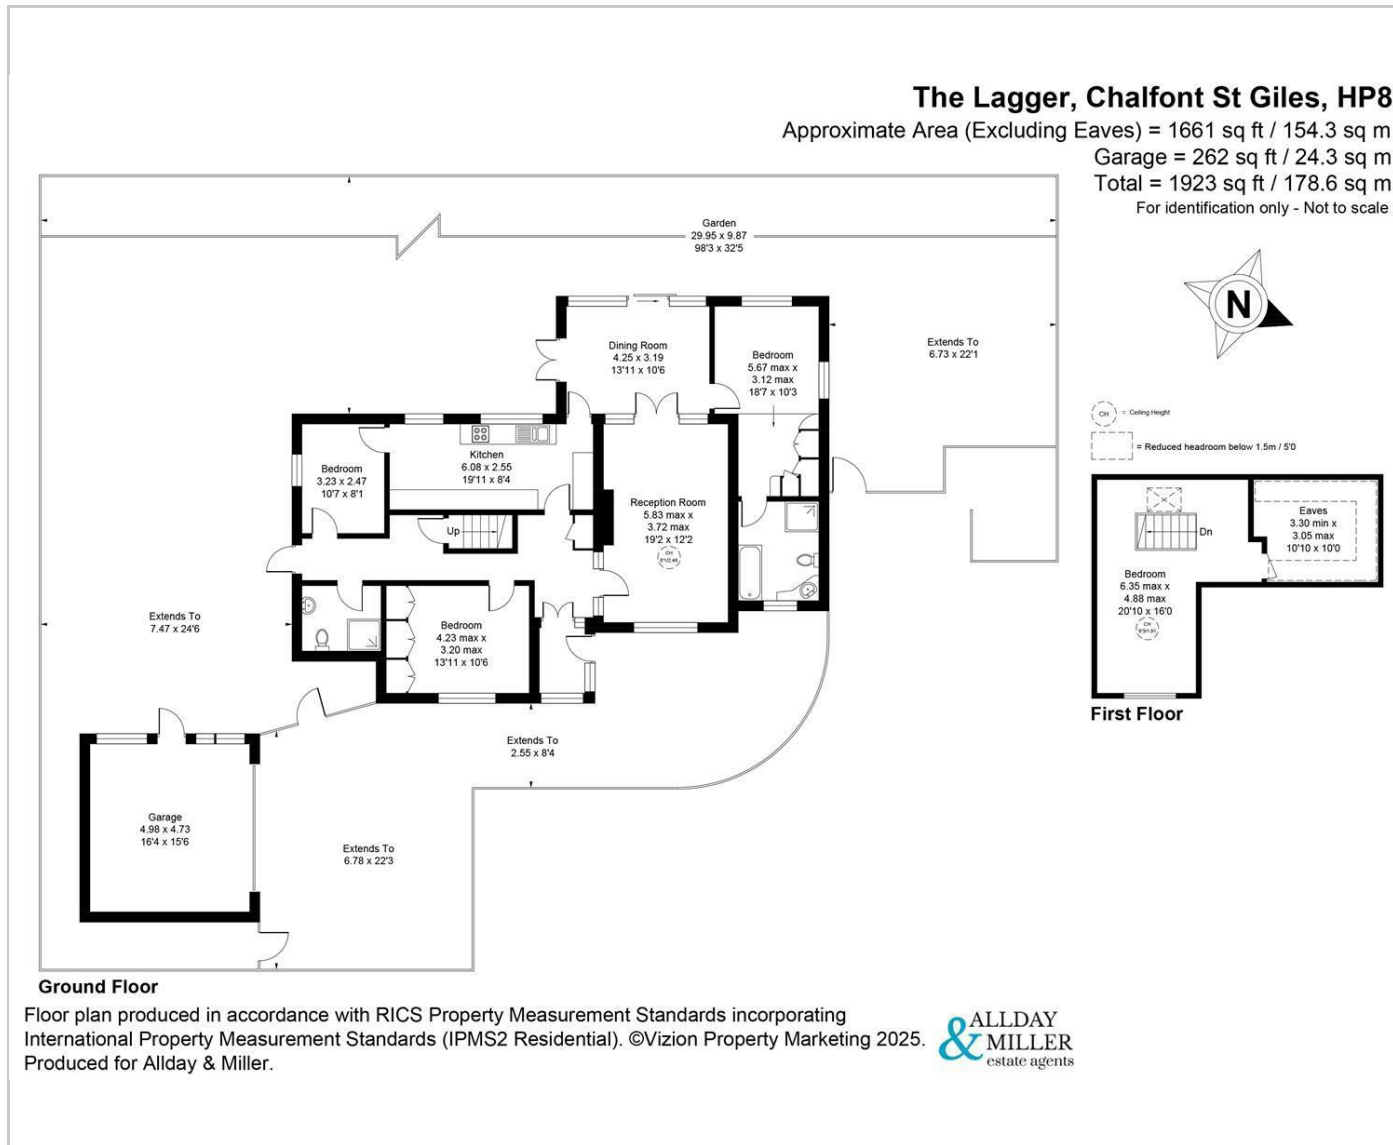 The Lagger, Chalfont St Giles, HP8
Approximate Area (Excluding Eaves) = 1661 sq ft / 154.3 sq m
Garage = 262 sq ft / 24.3 sq m
Total = 1923 sq ft / 178.6 sq m
For identification only - Not to scale
Garden
29.95 x 9.87
98'3 x 32'5
N
Extends To
6.73 x 22'1
Dining Room
4.25 x 3.19
13'11 x 10'6
Bedroom
5.67 max x
3.12 max
18'7 x 10'3
CH = Ceiling Height
= Reduced headroom below 1.5m / 5'0
Kitchen
6.08 x 2.55
19'11 x 8'4
Bedroom
3.23 x 2.47
10'7 x 8'1
Reception Room
5.83 max x
3.72 max
19'2 x 12'2
CH
Up
Eaves
3.30 min x
3.05 max
10'10 x 10'0
Dn
Bedroom
6.35 max x
4.88 max
20'10 x 16'0
CH
First Floor
Extends To
7.47 x 24'6
Bedroom
4.23 max x
3.20 max
13'11 x 10'6
Extends To
2.55 x 8'4
Garage
4.98 x 4.73
16'4 x 15'6
Extends To
6.78 x 22'3
Ground Floor
Floor plan produced in accordance with RICS Property Measurement Standards incorporating
International Property Measurement Standards (IPMS2 Residential). ©Vizion Property Marketing 2025.
Produced for Allday & Miller.
ALLDAY
& MILLER
estate agents